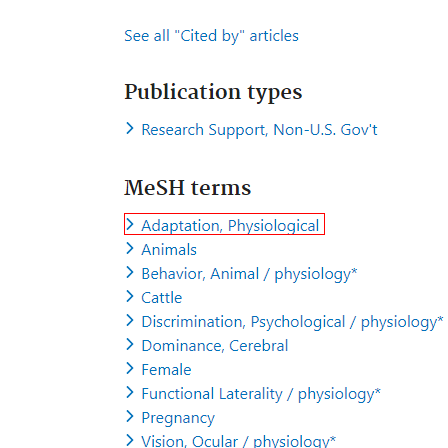 See all "Cited by" articles
Publication types
Research Support, Non-U.S. Gov't
MeSH terms
Adaptation, Physiological
Animals
Behavior, Animal / physiology*
Cattle
Discrimination, Psychological / physiology*
Dominance, Cerebral
Female
Functional Laterality / physiology*
Pregnancy
Vision, Ocular / physiology*